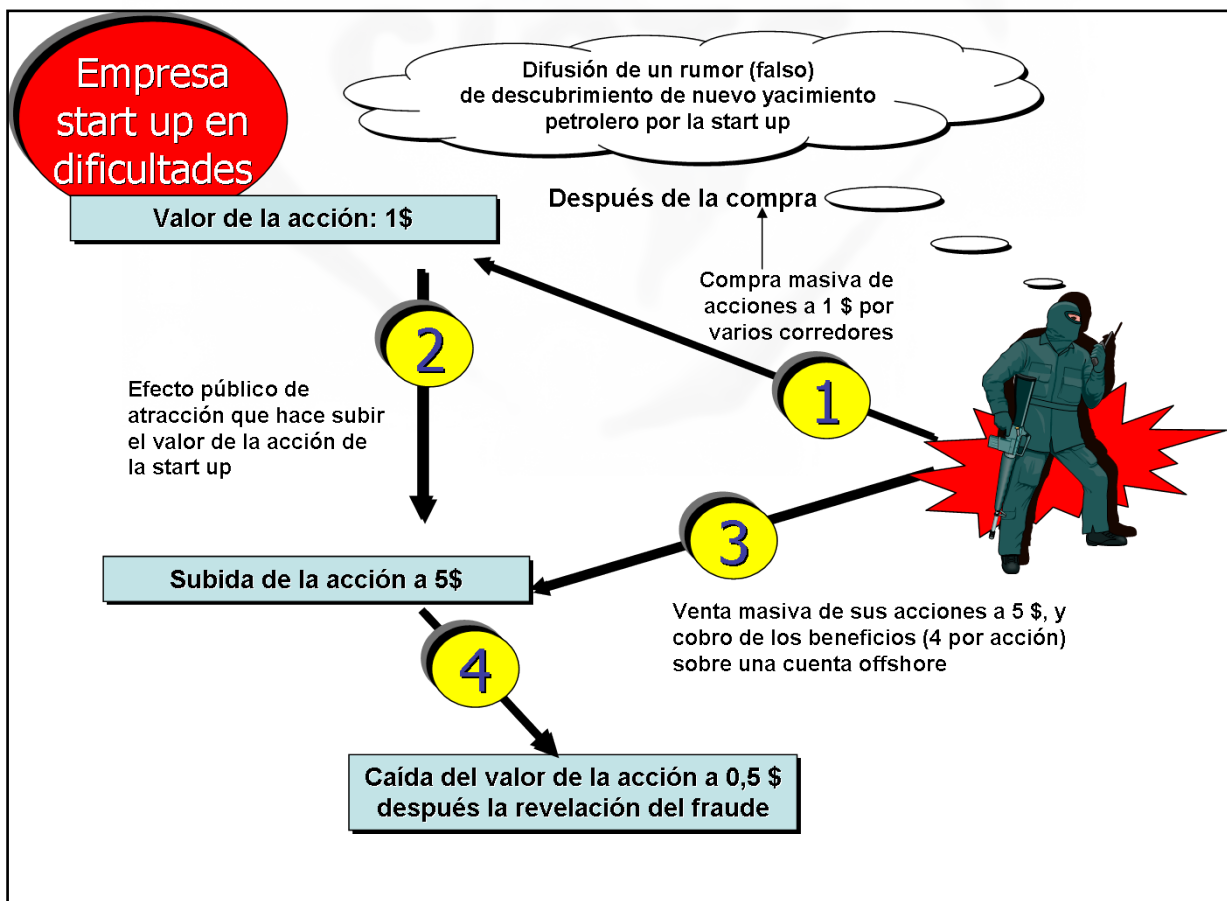 Empresa
start up en
dificultades
Difusión de un rumor (falso)
de descubrimiento de nuevo yacimiento
petrolero por la start up
Valor de la acción: 1$
Después de la compra
Compra masiva de
acciones a 1 $ por
varios corredores
1
2
Efecto público de
atracción que hace subir
el valor de la acción de
la start up
3
Subida de la acción a 5$
Venta masiva de sus acciones a 5 $, y
cobro de los beneficios (4 por acción)
sobre una cuenta offshore
4
Caída del valor de la acción a 0,5 $
después la revelación del fraude